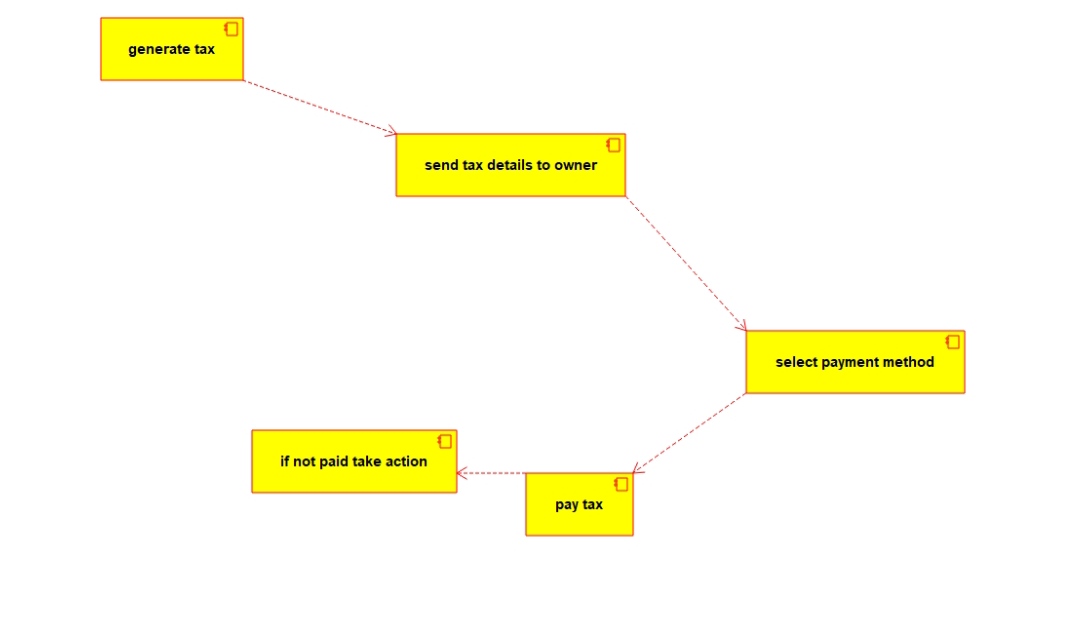 generate tax
send tax details to owner
select payment method
if not paid take action
pay tax